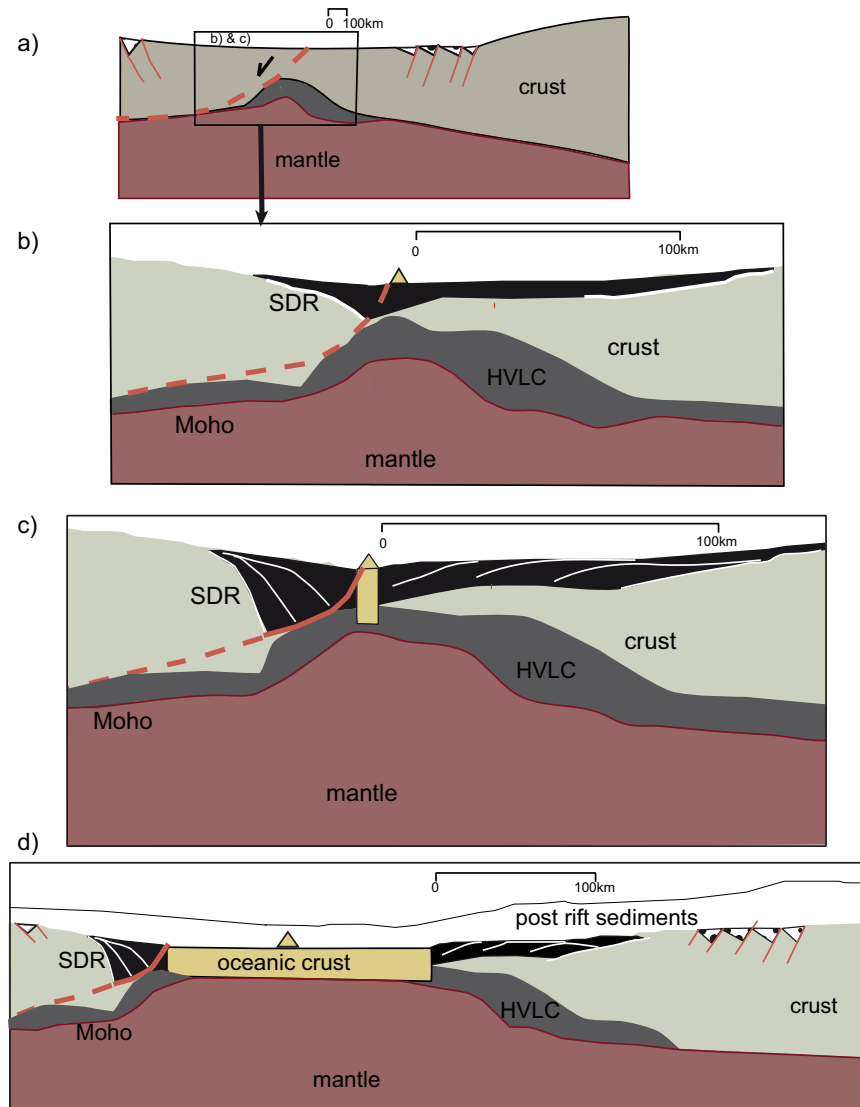 0 100km
a)
b) & c)
crust
mantle
b)
0 100km
SDR
crust
HVLC
Moho
mantle
c)
0 100km
SDR
crust
HVLC
Moho
mantle
d)
0 100km
post rift sediments
SDR
oceanic crust
HVLC
crust
Moho
mantle